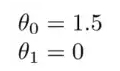 θ₀ = 1.5
θ₁ = 0